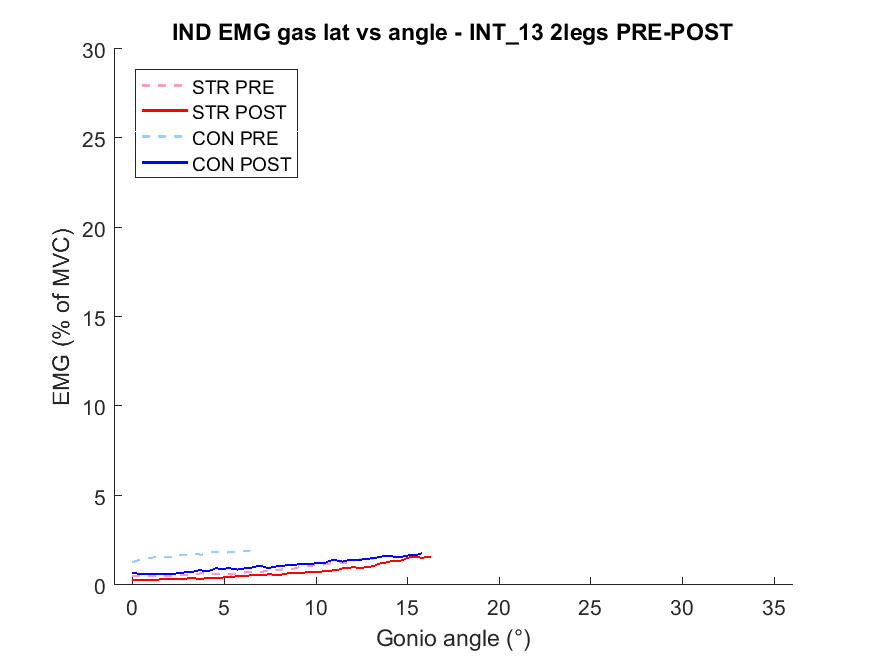 IND EMG gas lat vs angle - INT_13 2legs PRE-POST
30
25
20
15
10
5
0
EMG (% of MVC)
STR PRE
STR POST
CON PRE
CON POST
0 5 10 15 20 25 30 35
Gonio angle (°)